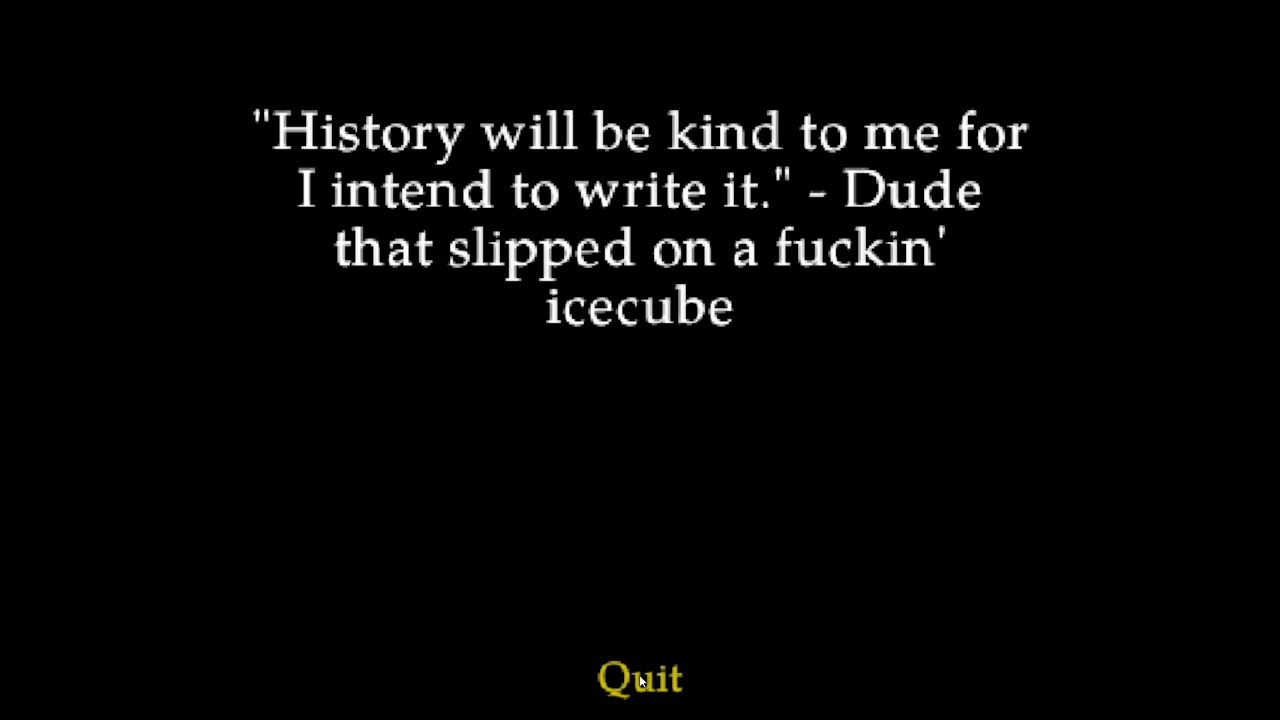 "History will be kind to me for
I intend to write it." - Dude
that slipped on a fuckin'
icecube
Quit